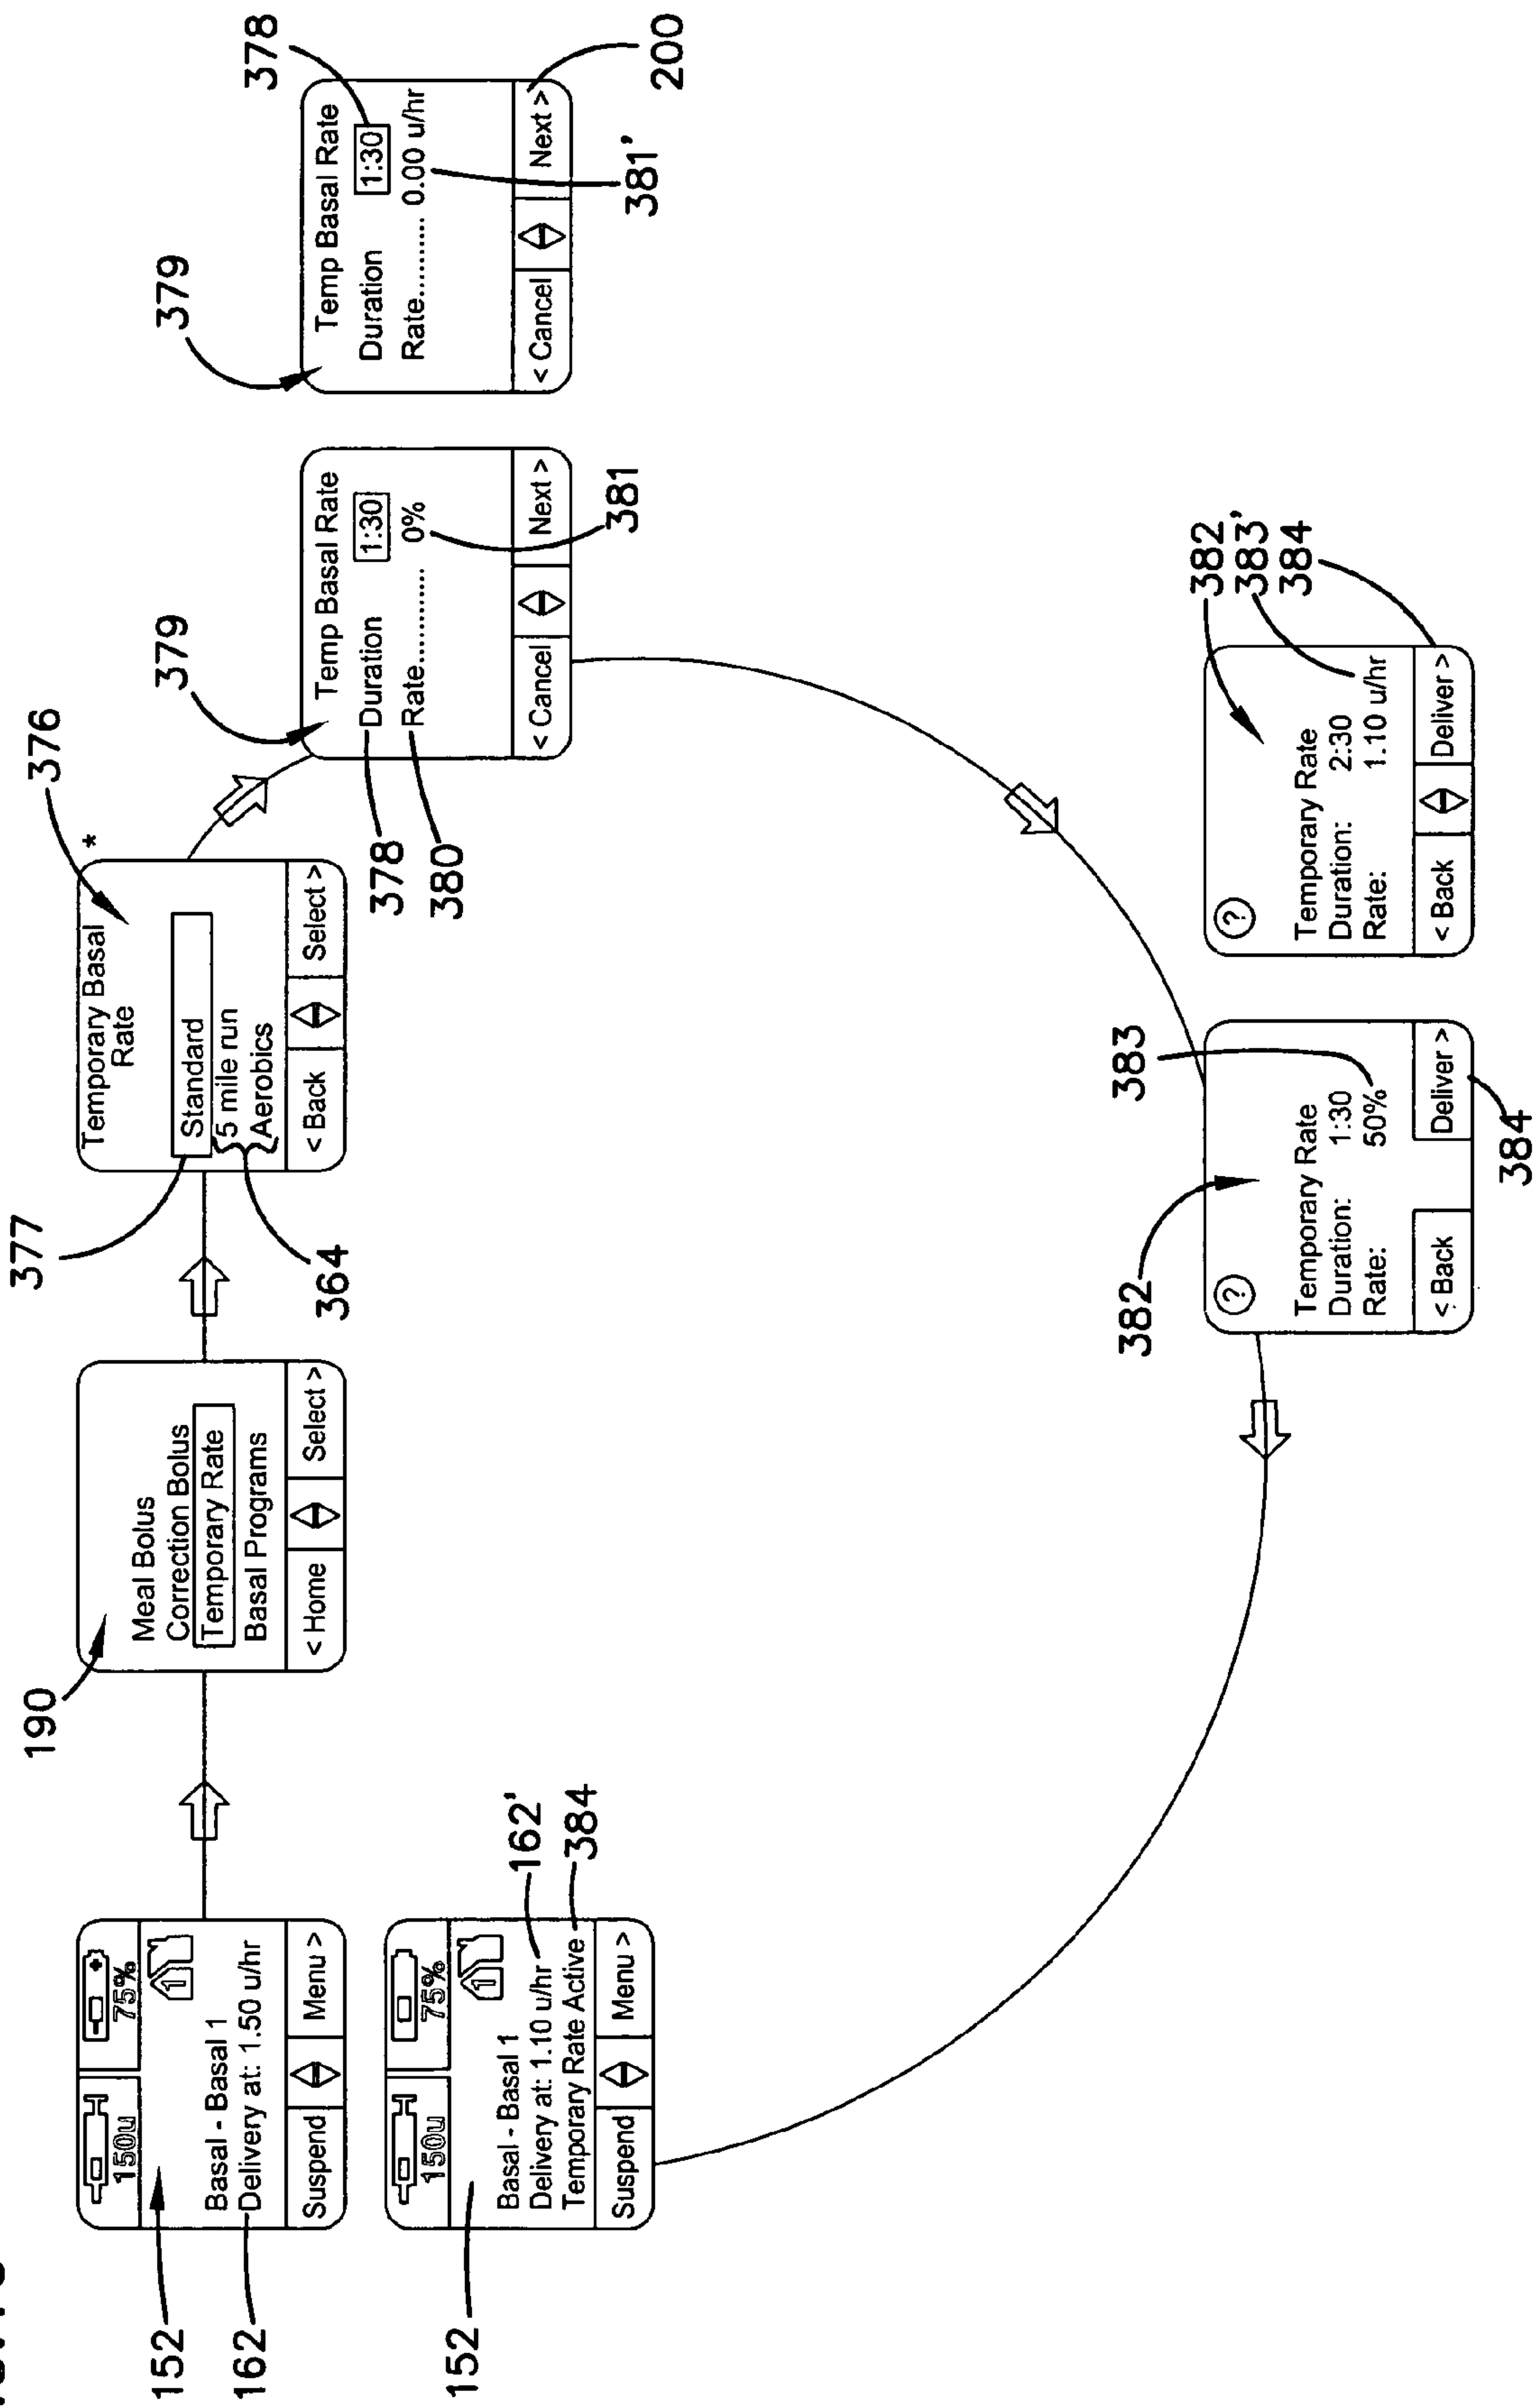 152
162
150u
75%
1
Basal - Basal 1
Delivery at: 1.50 u/hr
Suspend
Menu >
190
Meal Bolus
Correction Bolus
Temporary Rate
Basal Programs
< Home
Select >
377
364
376
*
Temporary Basal
Rate
Standard
5 mile run
Aerobics
< Back
Select >
379
378
380
Temp Basal Rate
Duration 1:30
Rate............ 0%
< Cancel
Next >
381
379
378
Temp Basal Rate
Duration 1:30
Rate.......... 0.00 u/hr
< Cancel
Next >
381'
200
152
150u
75%
1
Basal - Basal 1
Delivery at: 1.10 u/hr
Temporary Rate Active
Suspend
Menu >
162'
384
382
383
?
Temporary Rate
Duration: 1:30
Rate: 50%
< Back
Deliver >
384
382'
383'
384
?
Temporary Rate
Duration: 2:30
Rate: 1.10 u/hr
< Back
Deliver >